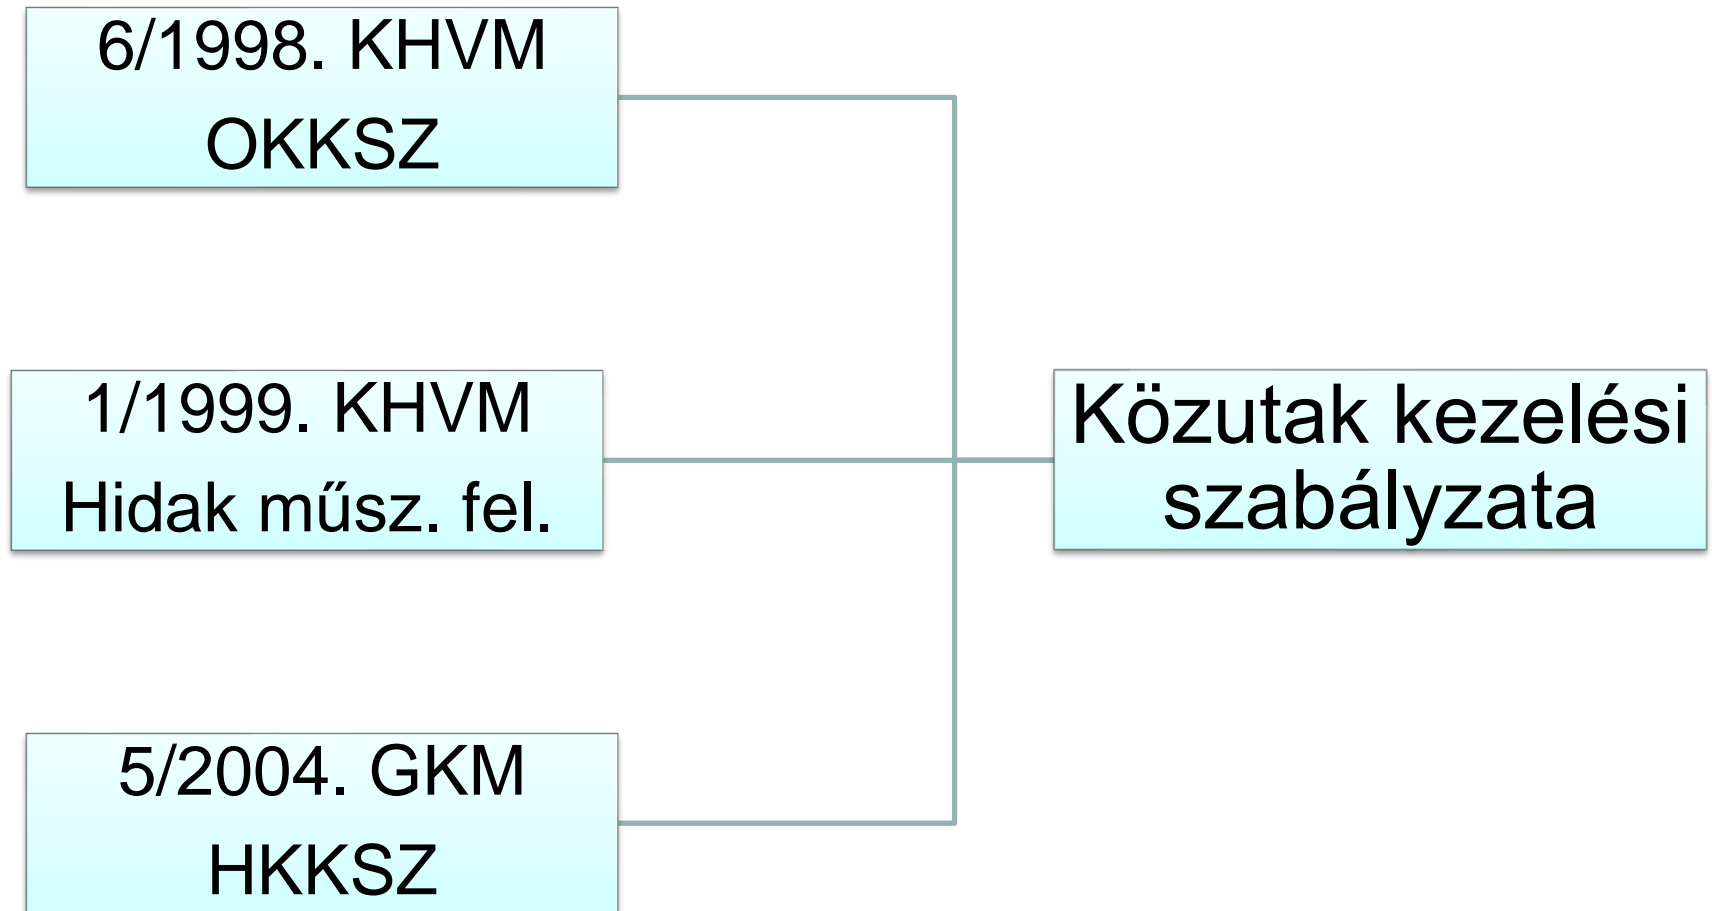 6/1998. KHVM
OKKSZ
1/1999. KHVM
Hidak műsz. fel.
5/2004. GKM
HKKSZ
Közutak kezelési
szabályzata